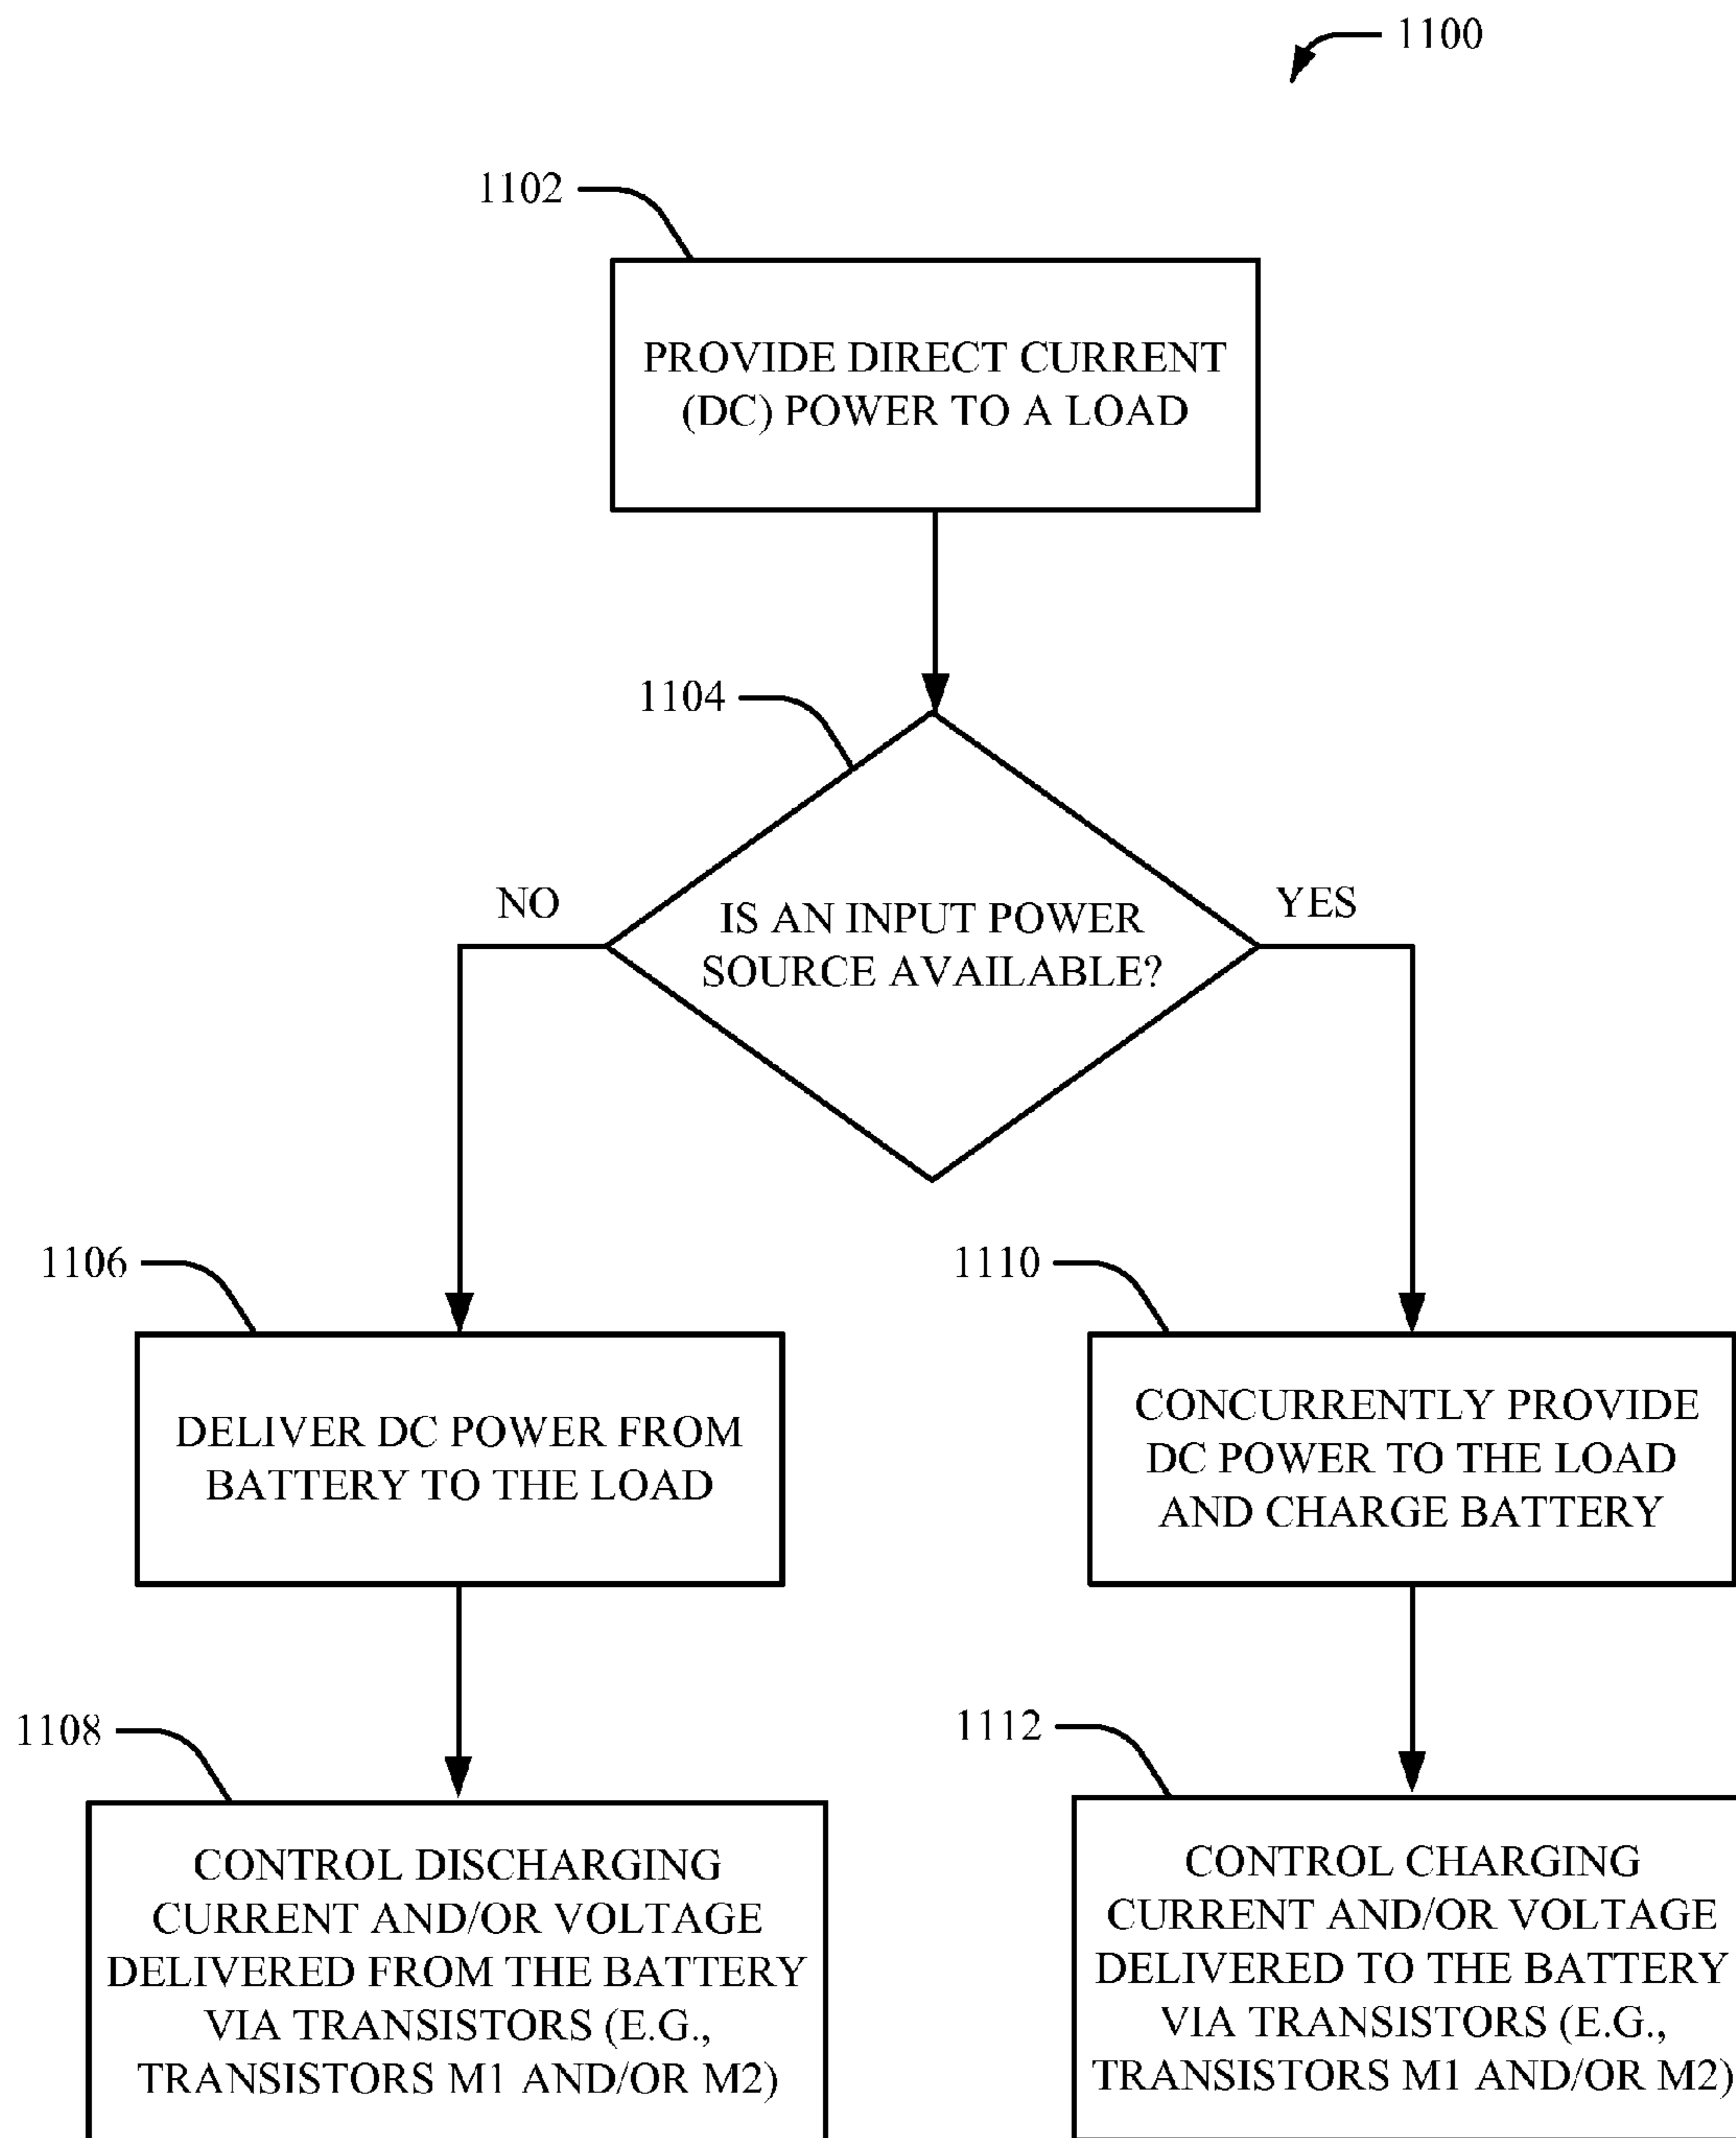 1100
1102
PROVIDE DIRECT CURRENT
(DC) POWER TO A LOAD
1104
NO
IS AN INPUT POWER
SOURCE AVAILABLE?
YES
1106
DELIVER DC POWER FROM
BATTERY TO THE LOAD
1110
CONCURRENTLY PROVIDE
DC POWER TO THE LOAD
AND CHARGE BATTERY
1108
CONTROL DISCHARGING
CURRENT AND/OR VOLTAGE
DELIVERED FROM THE BATTERY
VIA TRANSISTORS (E.G.,
TRANSISTORS M1 AND/OR M2)
1112
CONTROL CHARGING
CURRENT AND/OR VOLTAGE
DELIVERED TO THE BATTERY
VIA TRANSISTORS (E.G.,
TRANSISTORS M1 AND/OR M2)